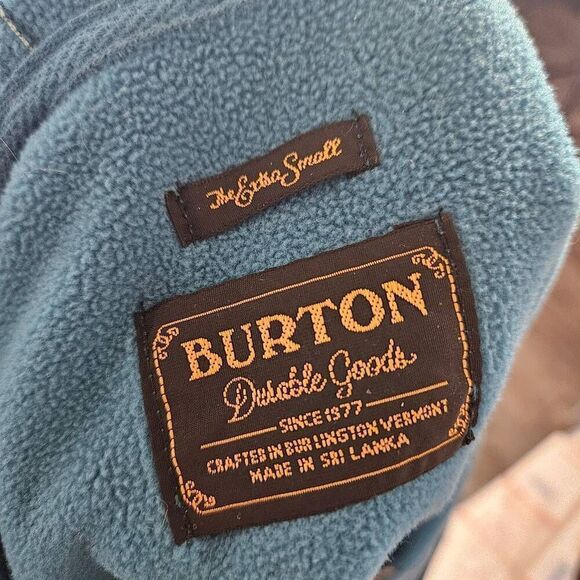 The Extra Small
BURTON
Durable Goods
SINCE 1977
CRAFTED IN BURLINGTON VERMONT
MADE IN SRI LANKA